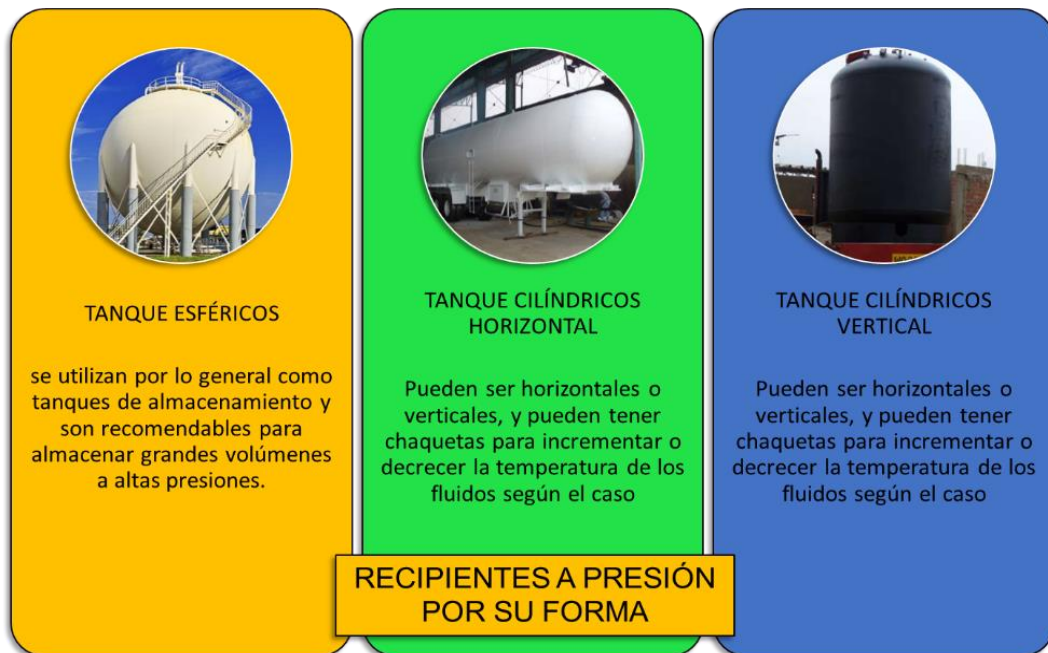 TANQUE ESFÉRICOS
se utilizan por lo general como
tanques de almacenamiento y
son recomendables para
almacenar grandes volúmenes
a altas presiones.
TANQUE CILÍNDRICOS
HORIZONTAL
Pueden ser horizontales o
verticales, y pueden tener
chaquetas para incrementar o
decrecer la temperatura de los
fluidos según el caso
TANQUE CILÍNDRICOS
VERTICAL
Pueden ser horizontales o
verticales, y pueden tener
chaquetas para incrementar o
decrecer la temperatura de los
fluidos según el caso
RECIPIENTES A PRESIÓN
POR SU FORMA